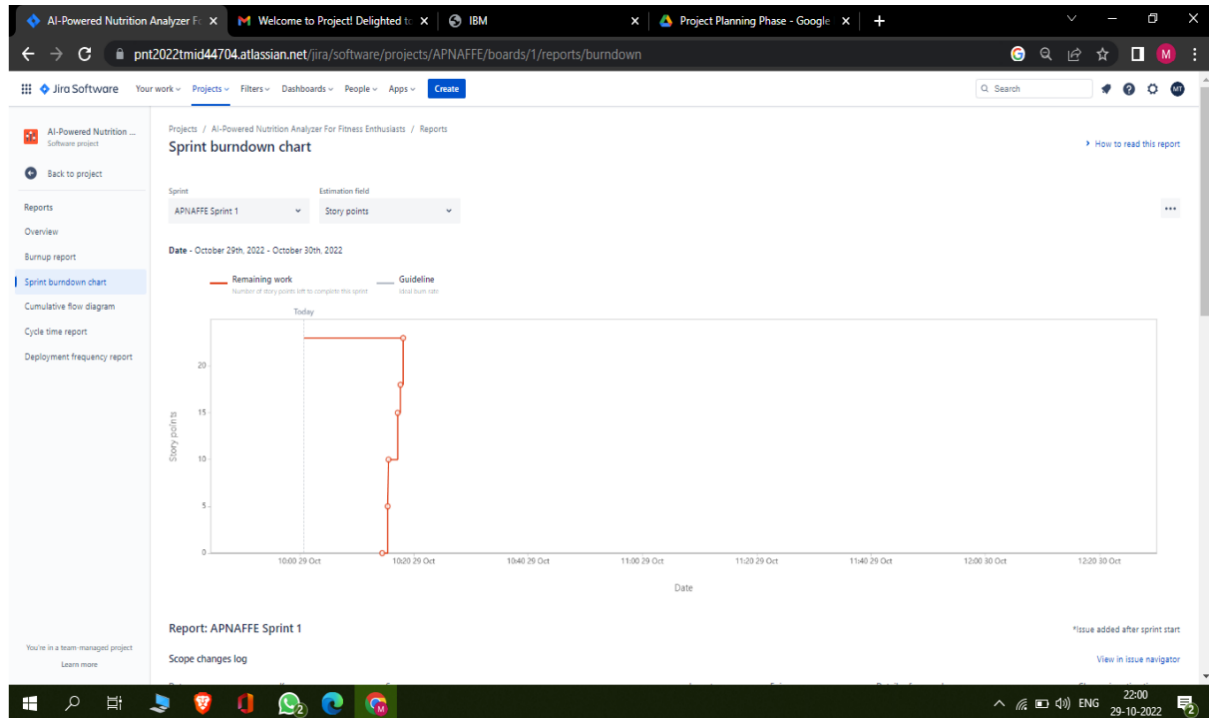 AI-Powered Nutrition Analyzer Fo
Welcome to Project! Delighted to
IBM
Project Planning Phase - Google
pnt2022tmid44704.atlassian.net/jira/software/projects/APNAFFE/boards/1/reports/burndown
M
Jira Software Your work Projects Filters Dashboards People Apps Create Search MT
AI-Powered Nutrition ...
Software project
Back to project
Reports
Overview
Burnup report
Sprint burndown chart
Cumulative flow diagram
Cycle time report
Deployment frequency report
You're in a team-managed project
Learn more
Projects / AI-Powered Nutrition Analyzer For Fitness Enthusiasts / Reports
Sprint burndown chart
How to read this report
Sprint Estimation field
APNAFFE Sprint 1 Story points
Date - October 29th, 2022 - October 30th, 2022
Remaining work Guideline
Number of story points left to complete this sprint Ideal burn rate
Today
20
15
10
5
0
Story points
10:00 29 Oct 10:20 29 Oct 10:40 29 Oct 11:00 29 Oct 11:20 29 Oct 11:40 29 Oct 12:00 30 Oct 12:20 30 Oct
Date
Report: APNAFFE Sprint 1
*Issue added after sprint start
Scope changes log
View in issue navigator
2
ENG
22:00
29-10-2022
2